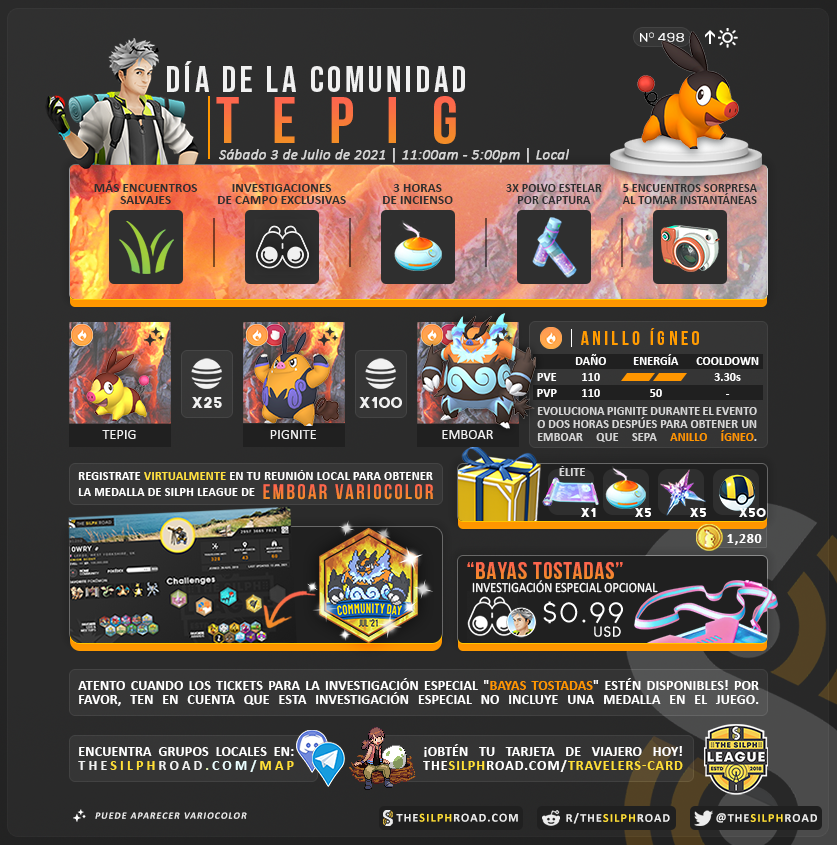 Nº 498
DÍA DE LA COMUNIDAD
TEPIG
Sábado 3 de Julio de 2021 | 11:00am - 5:00pm | Local
MÁS ENCUENTROS
SALVAJES
INVESTIGACIONES
DE CAMPO EXCLUSIVAS
3 HORAS
DE INCIENSO
3X POLVO ESTELAR
POR CAPTURA
5 ENCUENTROS SORPRESA
AL TOMAR INSTANTÁNEAS
X25
X100
TEPIG
PIGNITE
EMBOAR
ANILLO ÍGNEO
DAÑO ENERGÍA COOLDOWN
PVE 110 3.30s
PVP 110 50 -
EVOLUCIONA PIGNITE DURANTE EL EVENTO
O DOS HORAS DESPÚES PARA OBTENER UN
EMBOAR QUE SEPA ANILLO ÍGNEO.
REGISTRATE VIRTUALMENTE EN TU REUNIÓN LOCAL PARA OBTENER
LA MEDALLA DE SILPH LEAGUE DE EMBOAR VARIOCOLOR
THE SILPH ROAD
OWRY
Challenges
COMMUNITY DAY
JUL '21
ÉLITE
X1 X5 X5 X50
1,280
"BAYAS TOSTADAS"
INVESTIGACIÓN ESPECIAL OPCIONAL
$0.99
USD
ATENTO CUANDO LOS TICKETS PARA LA INVESTIGACIÓN ESPECIAL "BAYAS TOSTADAS" ESTÉN DISPONIBLES! POR
FAVOR, TEN EN CUENTA QUE ESTA INVESTIGACIÓN ESPECIAL NO INCLUYE UNA MEDALLA EN EL JUEGO.
ENCUENTRA GRUPOS LOCALES EN:
THESILPHROAD.COM/MAP
¡OBTÉN TU TARJETA DE VIAJERO HOY!
THESILPHROAD.COM/TRAVELERS-CARD
THE SILPH
LEAGUE
ESTD 2018
PUEDE APARECER VARIOCOLOR
THESILPHROAD.COM
R/THESILPHROAD
@THESILPHROAD